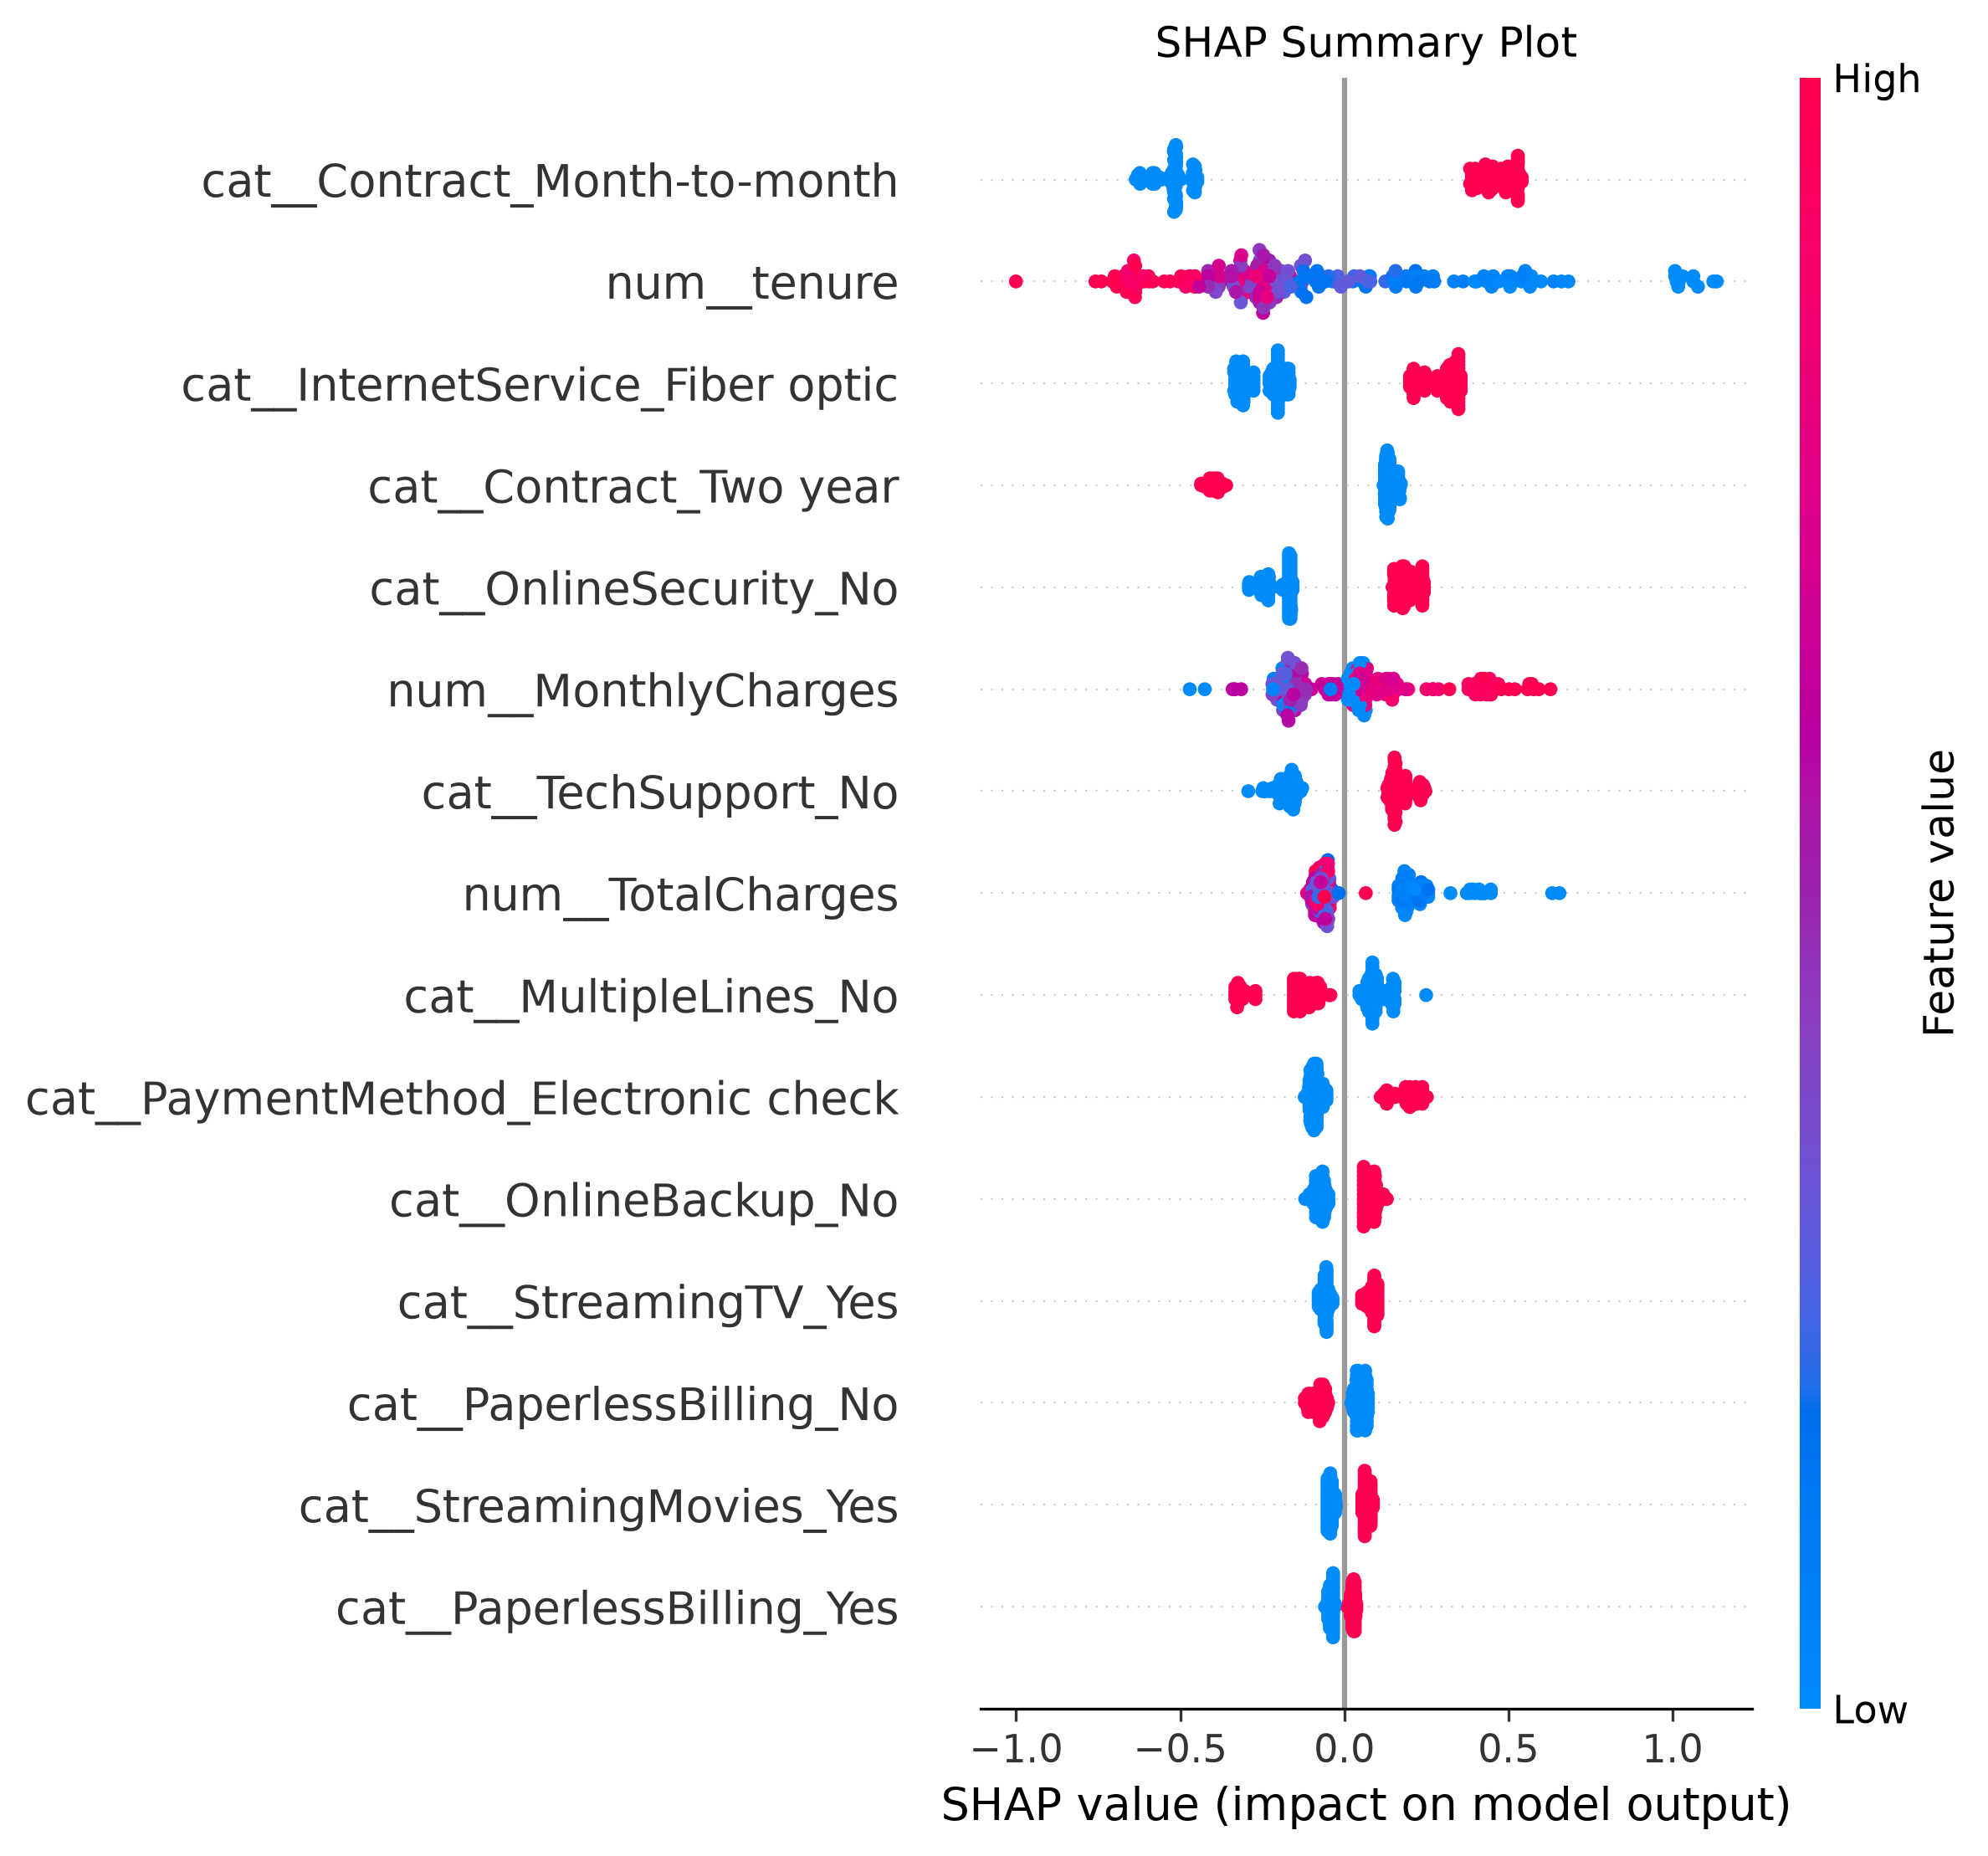 SHAP Summary Plot
High
cat__Contract_Month-to-month
num__tenure
cat__InternetService_Fiber optic
cat__Contract_Two year
cat__OnlineSecurity_No
num__MonthlyCharges
cat__TechSupport_No
num__TotalCharges
cat__MultipleLines_No
cat__PaymentMethod_Electronic check
cat__OnlineBackup_No
cat__StreamingTV_Yes
cat__PaperlessBilling_No
cat__StreamingMovies_Yes
cat__PaperlessBilling_Yes
Feature value
Low
−1.0 −0.5 0.0 0.5 1.0
SHAP value (impact on model output)